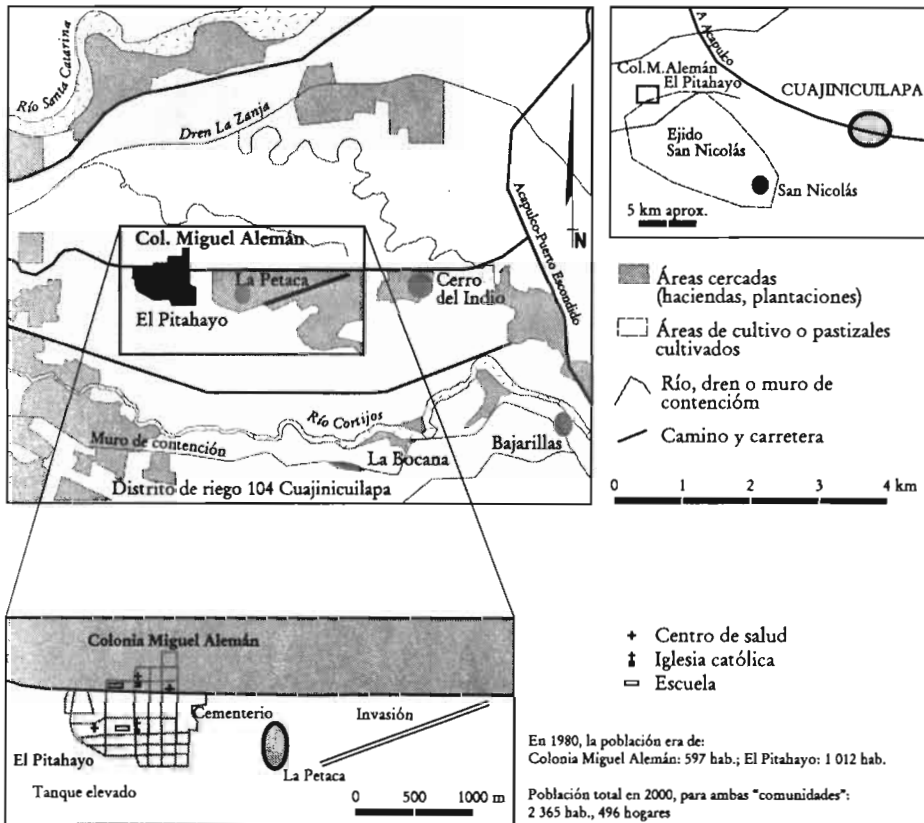 Río Santa Catarina
Dren La Zanja
Acapulco-Puerto Escondido
N
Col. Miguel Alemán
La Petaca
El Pitahayo
Cerro
del Indio
Río Cortijos
Muro de contención
La Bocana
Bajarillas
Distrito de riego 104 Cuajinicuilapa
A Acapulco
Col.M.Alemán
El Pitahayo
CUAJINICUILAPA
Ejido
San Nicolás
San Nicolás
5 km aprox.
Áreas cercadas
(haciendas, plantaciones)
Áreas de cultivo o pastizales
cultivados
Río, dren o muro de
contencióm
Camino y carretera
0 1 2 3 4 km
Colonia Miguel Alemán
Cementerio
Invasión
El Pitahayo
La Petaca
Tanque elevado
0 500 1000 m
Centro de salud
Iglesia católica
Escuela
En 1980, la población era de:
Colonia Miguel Alemán: 597 hab.; El Pitahayo: 1 012 hab.
Población total en 2000, para ambas "comunidades":
2 365 hab., 496 hogares